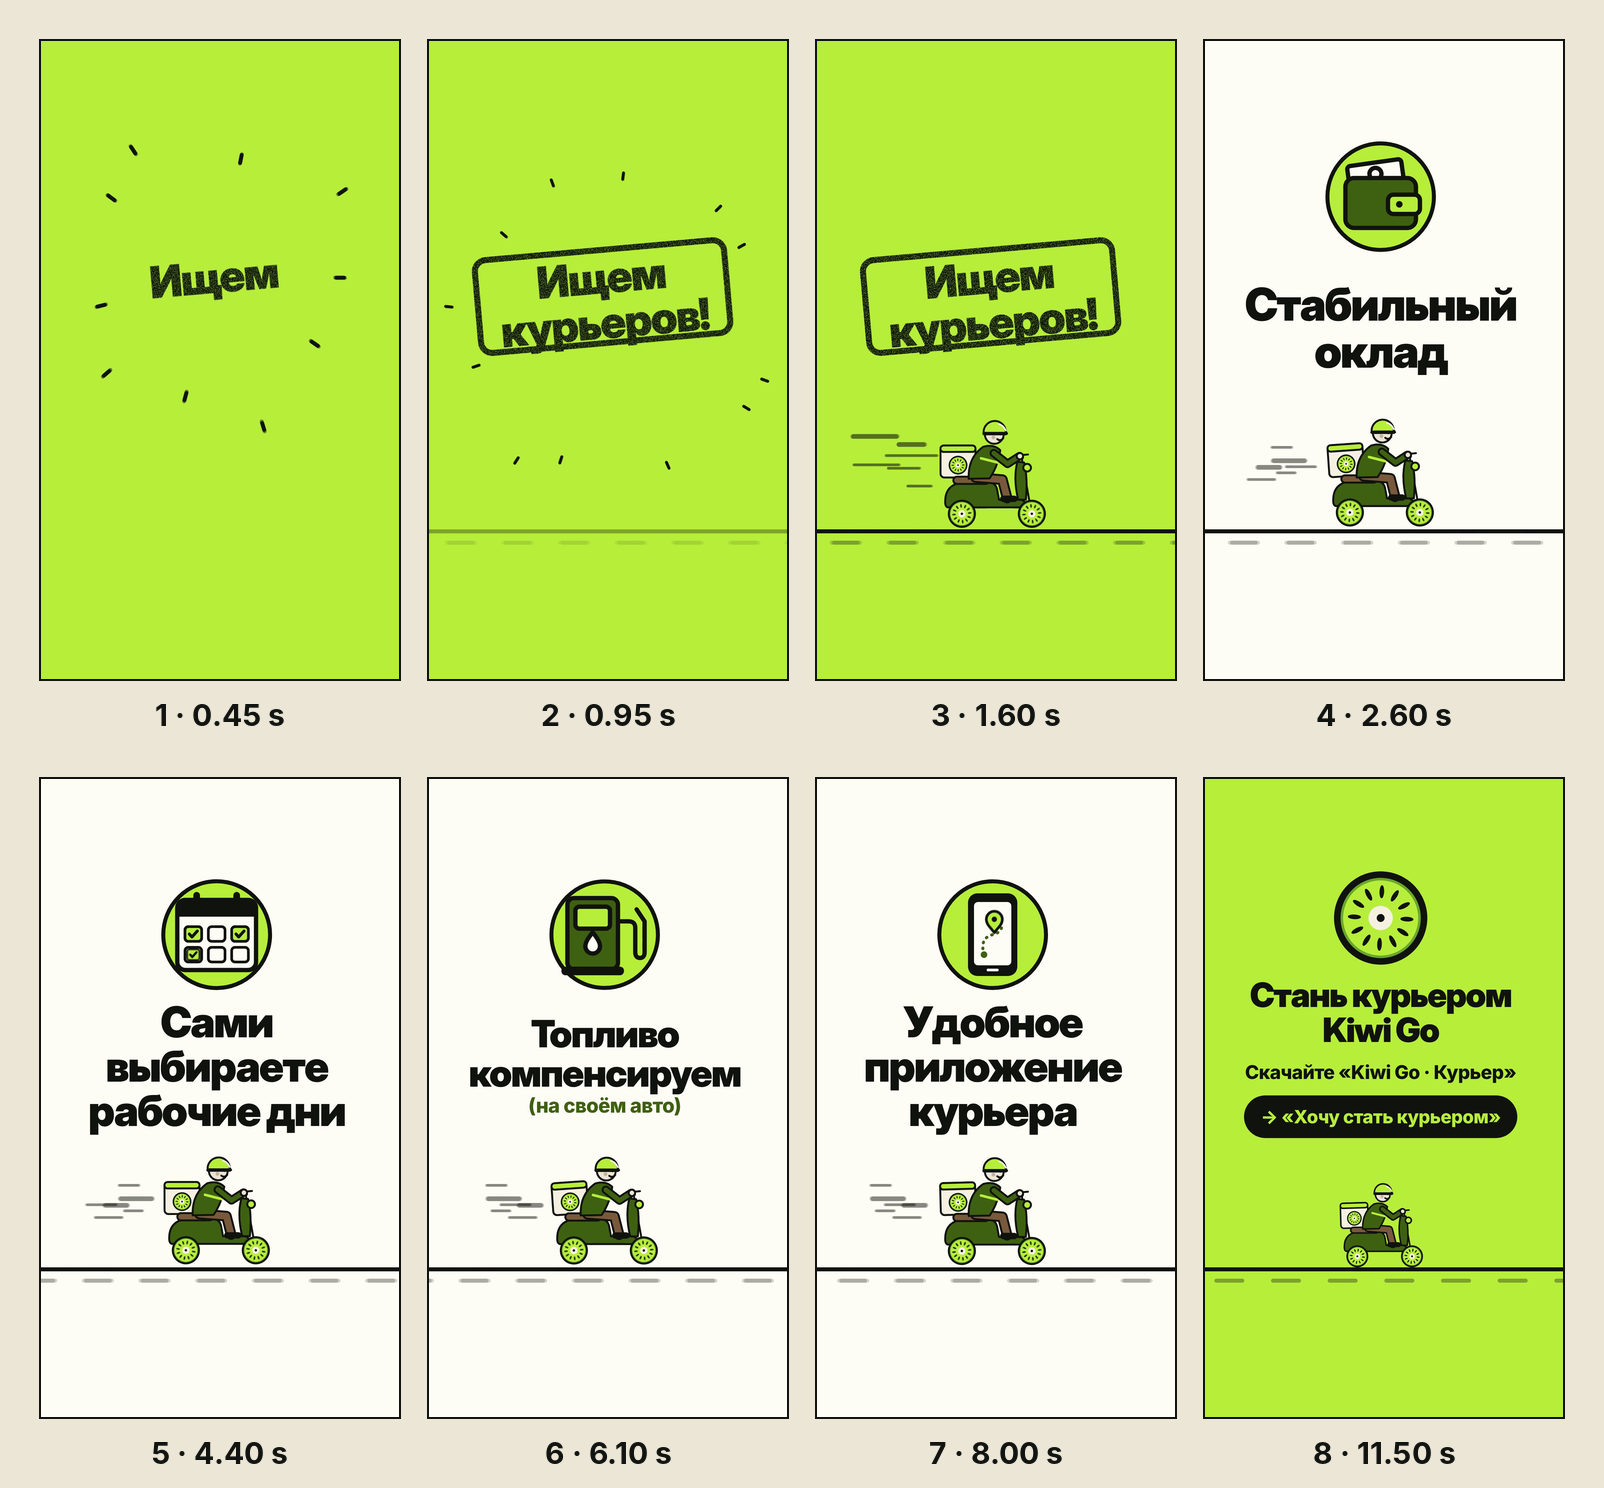 Ищем
Ищем
курьеров!
Ищем
курьеров!
Стабильный
оклад
1 · 0.45 s
2 · 0.95 s
3 · 1.60 s
4 · 2.60 s
Сами
выбираете
рабочие дни
Топливо
компенсируем
(на своём авто)
Удобное
приложение
курьера
Стань курьером
Kiwi Go
Скачайте «Kiwi Go · Курьер»
→ «Хочу стать курьером»
5 · 4.40 s
6 · 6.10 s
7 · 8.00 s
8 · 11.50 s